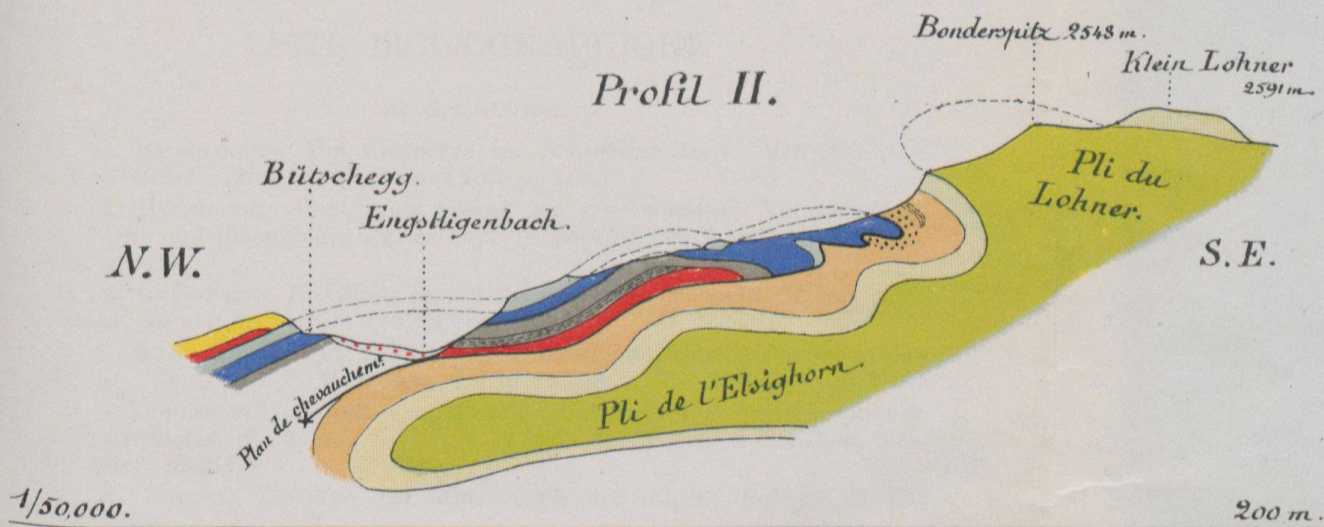 Bonderspitz 2548 m.
Klein Lohner
2591 m.
Profil II.
Bütschegg.
Engstligenbach.
N.W.
Pli du
Lohner.
S.E.
Plan de chevauchemt.
Pli de l'Elsighorn.
1/50,000.
200 m.